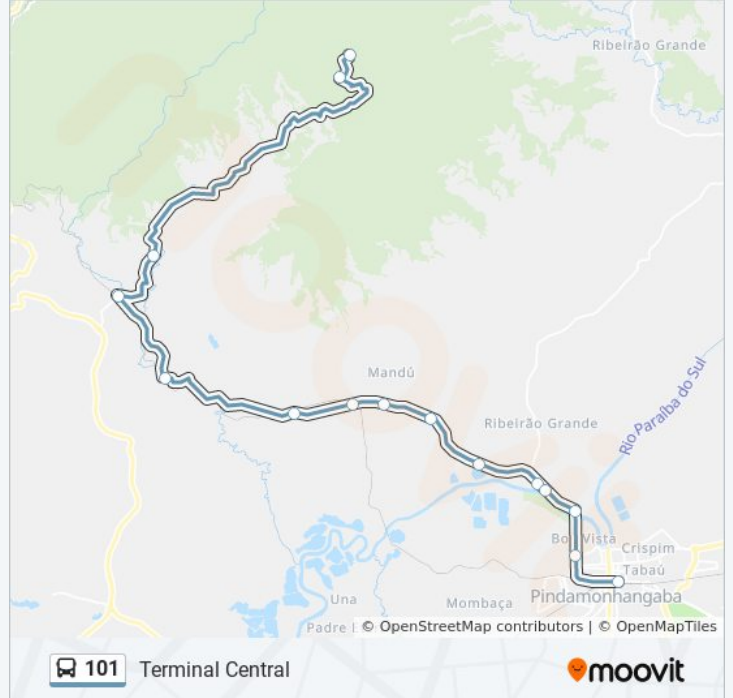 Ribeirão Grande
Mandú
Ribeirão Grande
Rio Paraíba do Sul
Vista
Crispim
Tabaú
Pindamonhangaba
Una
Mombaça
Padre
© OpenStreetMap contributors | © OpenMapTiles
101 Terminal Central
moovit